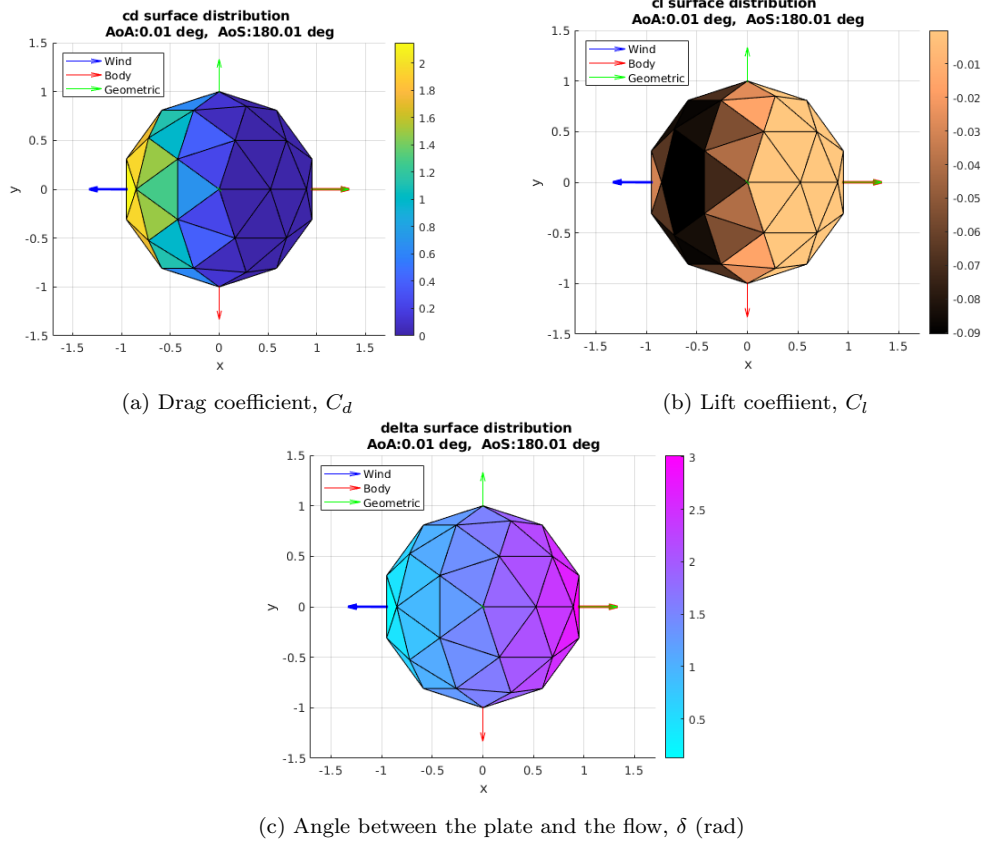 cd surface distribution
AoA:0.01 deg, AoS:180.01 deg
1.5
1
0.5
0
-0.5
-1
-1.5
y
Wind
Body
Geometric
-1.5 -1 -0.5 0 0.5 1 1.5
x
2
1.8
1.6
1.4
1.2
1
0.8
0.6
0.4
0.2
0
(a) Drag coefficient, C_d
cl surface distribution
AoA:0.01 deg, AoS:180.01 deg
1.5
1
0.5
0
-0.5
-1
-1.5
y
Wind
Body
Geometric
-1.5 -1 -0.5 0 0.5 1 1.5
x
-0.01
-0.02
-0.03
-0.04
-0.05
-0.06
-0.07
-0.08
-0.09
(b) Lift coeffiient, C_l
delta surface distribution
AoA:0.01 deg, AoS:180.01 deg
1.5
1
0.5
0
-0.5
-1
-1.5
y
Wind
Body
Geometric
-1.5 -1 -0.5 0 0.5 1 1.5
x
3
2.5
2
1.5
1
0.5
(c) Angle between the plate and the flow, δ (rad)